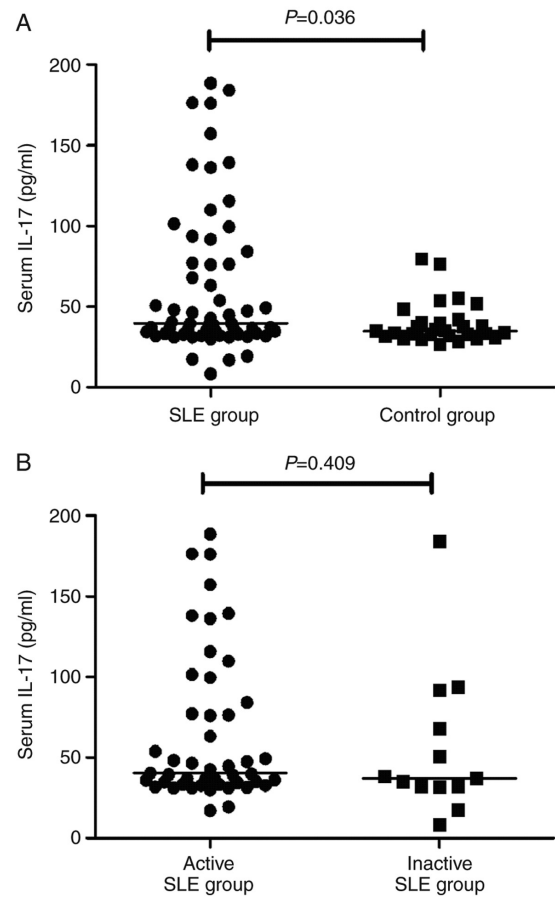 A
P=0.036
Serum IL-17 (pg/ml)
200
150
100
50
0
SLE group
Control group
B
P=0.409
Serum IL-17 (pg/ml)
200
150
100
50
0
Active
SLE group
Inactive
SLE group